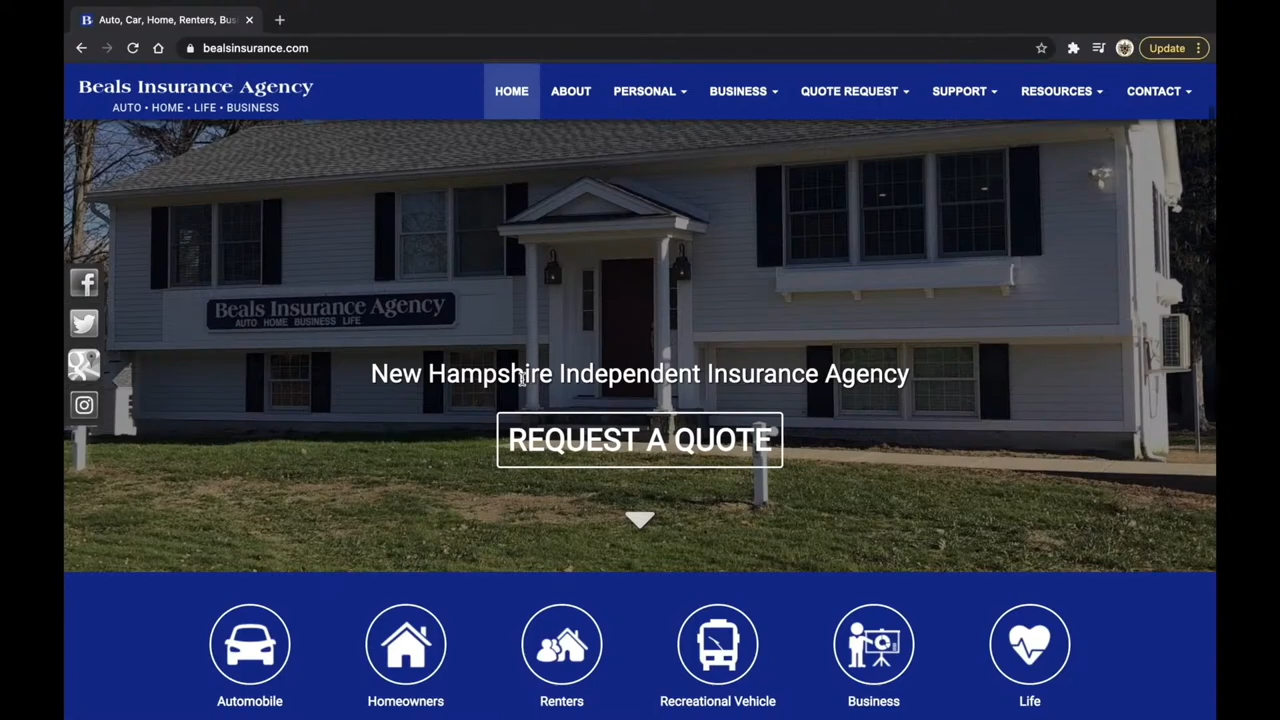 Auto, Car, Home, Renters, Bus
bealsinsurance.com
Update
Beals Insurance Agency
AUTO • HOME • LIFE • BUSINESS
HOME
ABOUT
PERSONAL
BUSINESS
QUOTE REQUEST
SUPPORT
RESOURCES
CONTACT
Beals Insurance Agency
AUTO HOME BUSINESS LIFE
New Hampshire Independent Insurance Agency
REQUEST A QUOTE
Automobile
Homeowners
Renters
Recreational Vehicle
Business
Life